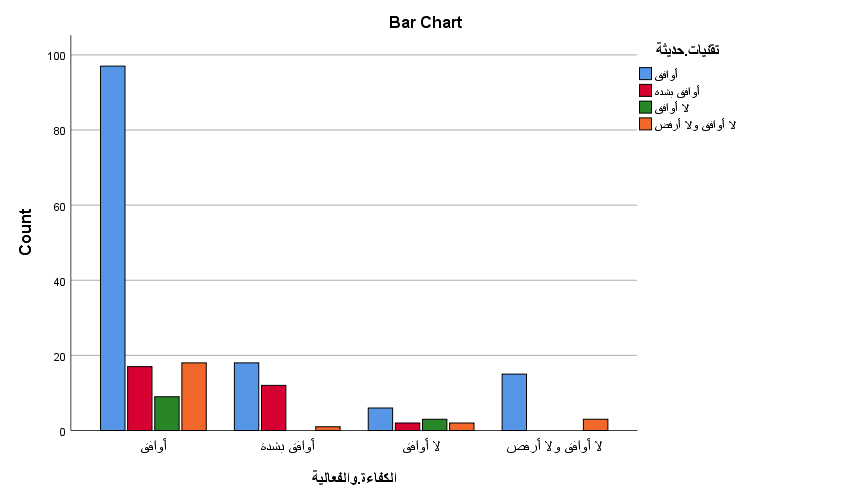 Bar Chart
تقنيات.حديثة
أوافق
أوافق بشدة
لا أوافق
لا أوافق ولا أرفض
Count
100
80
60
40
20
0
أوافق
أوافق بشدة
لا أوافق
لا أوافق ولا أرفض
الكفاءة.والفعالية